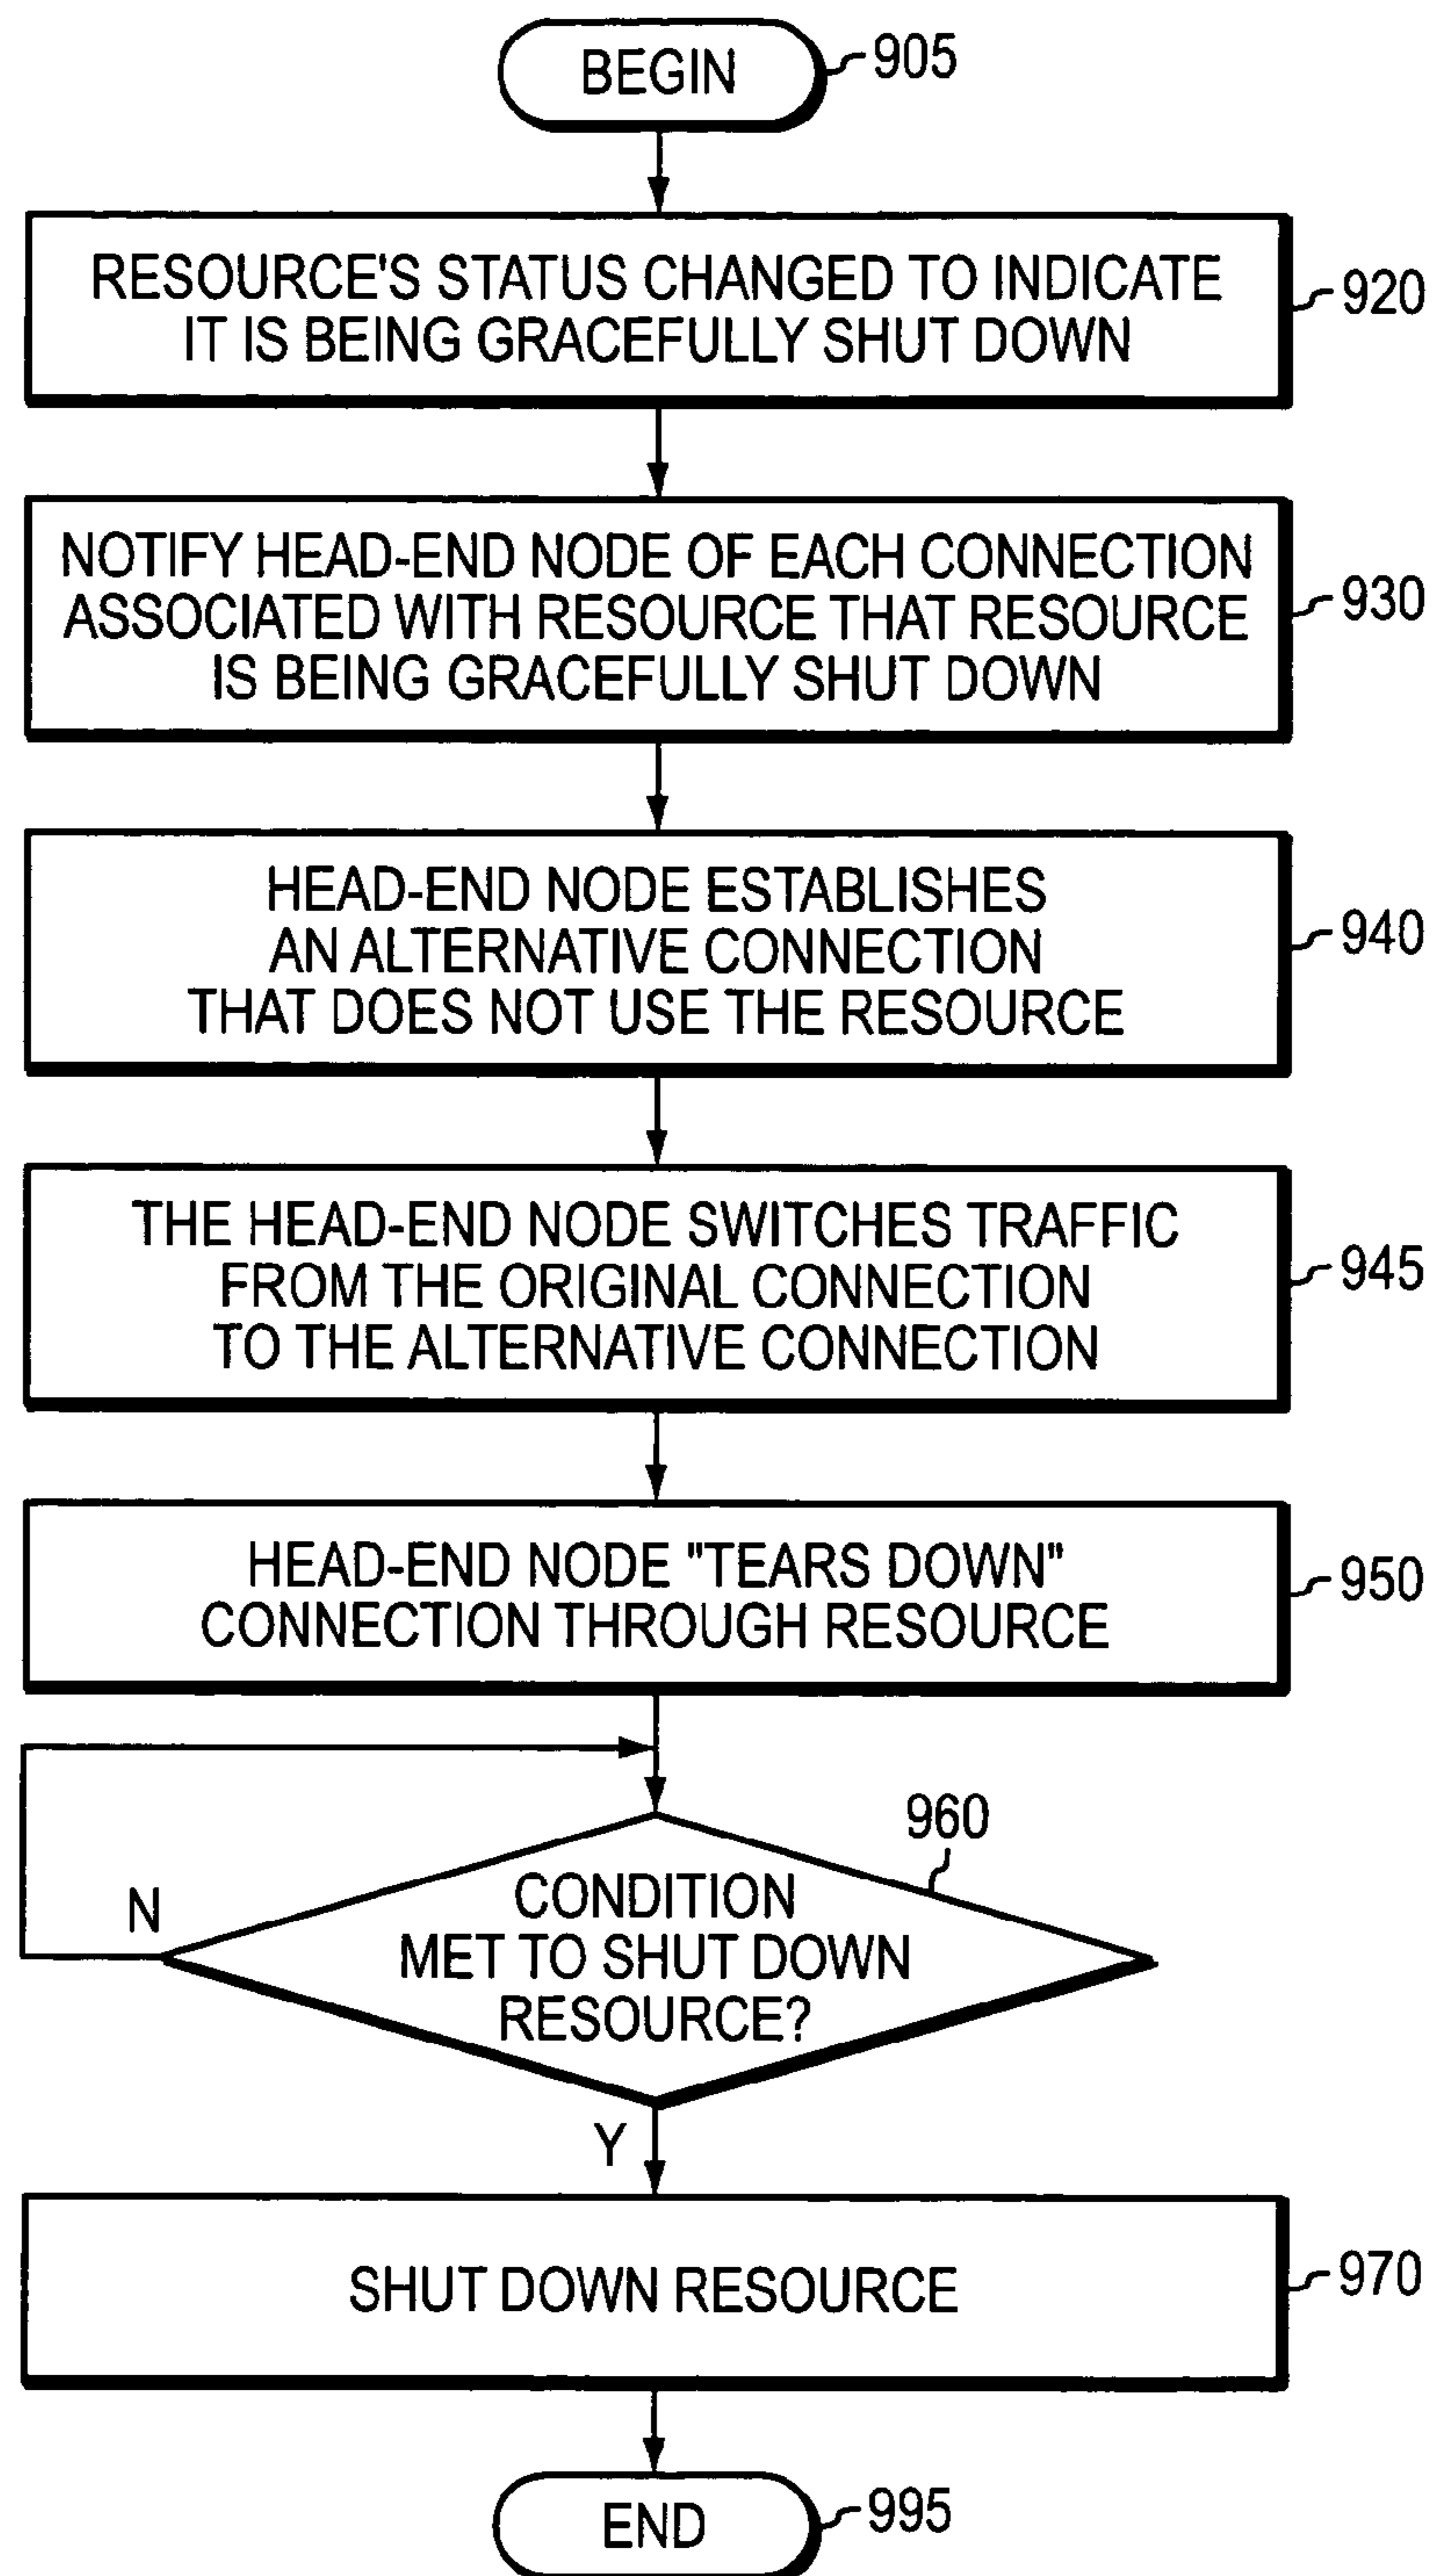 BEGIN
905
RESOURCE'S STATUS CHANGED TO INDICATE
IT IS BEING GRACEFULLY SHUT DOWN
920
NOTIFY HEAD-END NODE OF EACH CONNECTION
ASSOCIATED WITH RESOURCE THAT RESOURCE
IS BEING GRACEFULLY SHUT DOWN
930
HEAD-END NODE ESTABLISHES
AN ALTERNATIVE CONNECTION
THAT DOES NOT USE THE RESOURCE
940
THE HEAD-END NODE SWITCHES TRAFFIC
FROM THE ORIGINAL CONNECTION
TO THE ALTERNATIVE CONNECTION
945
HEAD-END NODE "TEARS DOWN"
CONNECTION THROUGH RESOURCE
950
960
CONDITION
MET TO SHUT DOWN
RESOURCE?
N
Y
SHUT DOWN RESOURCE
970
END
995